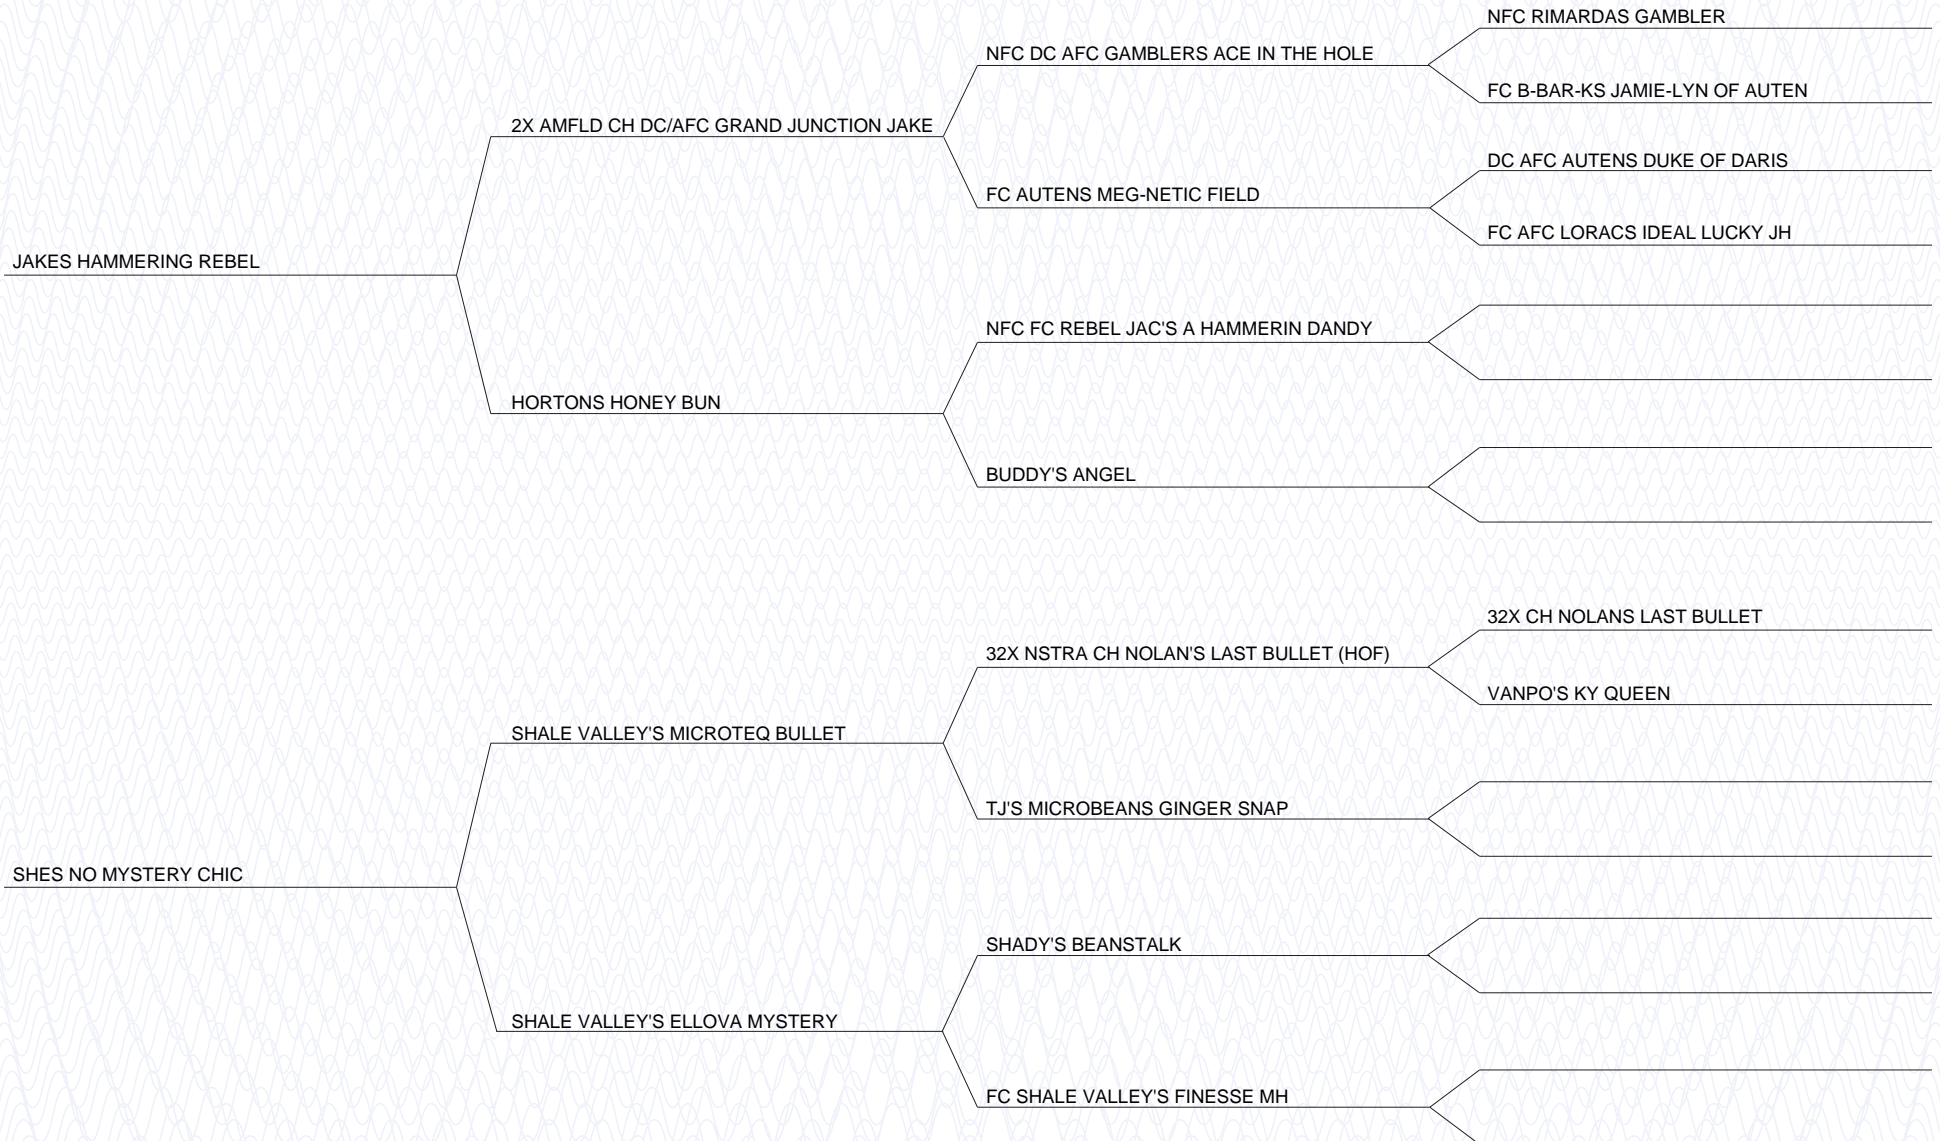 NFC RIMARDAS GAMBLER
NFC DC AFC GAMBLERS ACE IN THE HOLE
FC B-BAR-KS JAMIE-LYN OF AUTEN
2X AMFLD CH DC/AFC GRAND JUNCTION JAKE
DC AFC AUTENS DUKE OF DARIS
FC AUTENS MEG-NETIC FIELD
FC AFC LORACS IDEAL LUCKY JH
JAKES HAMMERING REBEL
NFC FC REBEL JAC'S A HAMMERIN DANDY
HORTONS HONEY BUN
BUDDY'S ANGEL
32X CH NOLANS LAST BULLET
32X NSTRA CH NOLAN'S LAST BULLET (HOF)
VANPO'S KY QUEEN
SHALE VALLEY'S MICROTEQ BULLET
TJ'S MICROBEANS GINGER SNAP
SHES NO MYSTERY CHIC
SHADY'S BEANSTALK
SHALE VALLEY'S ELLOVA MYSTERY
FC SHALE VALLEY'S FINESSE MH